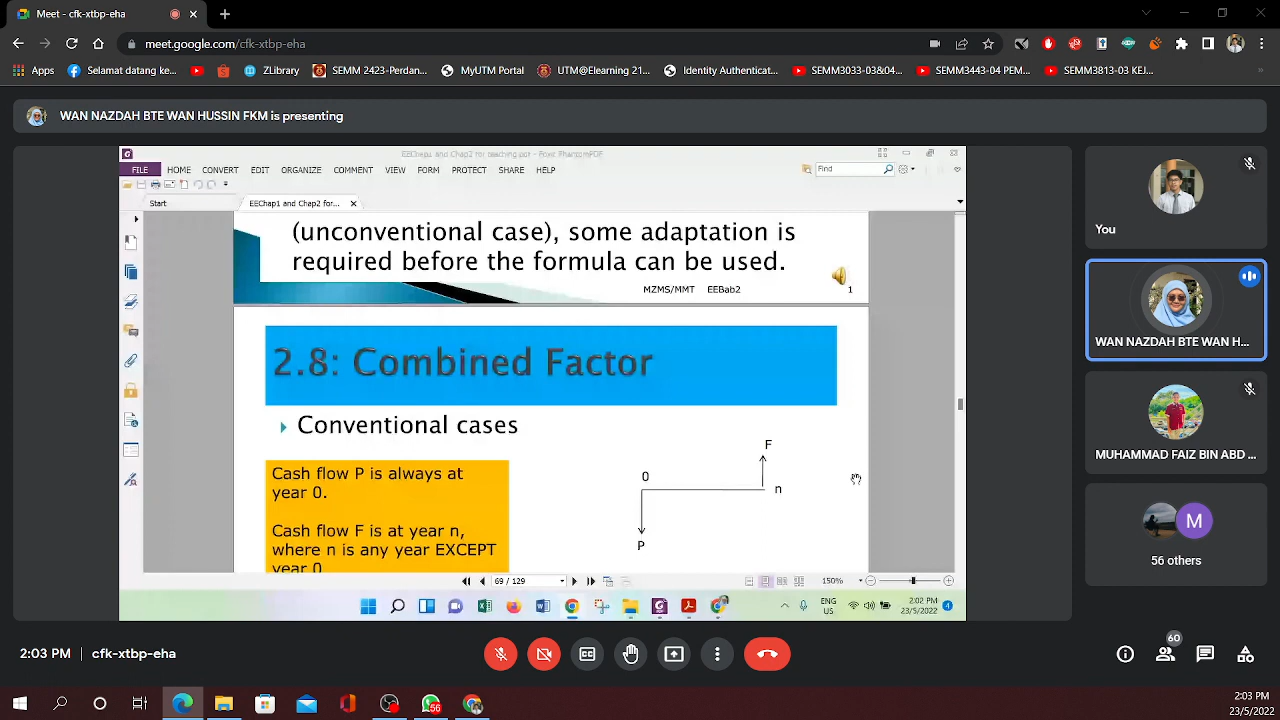 Meet - cfk-xtbp-eha
meet.google.com/cfk-xtbp-eha
Apps
Selamat datang ke...
ZLibrary
SEMM 2423-Perdan...
MyUTM Portal
UTM@Elearning 21...
Identity Authenticat...
SEMM3033-03&04...
SEMM3443-04 PEM...
SEMM3813-03 KEJ...
WAN NAZDAH BTE WAN HUSSIN FKM is presenting
FILE HOME CONVERT EDIT ORGANIZE COMMENT VIEW FORM PROTECT SHARE HELP
Find
Start
EEChap1 and Chap2 for...
(unconventional case), some adaptation is
required before the formula can be used.
MZMS/MMT EEBab2
1
2.8: Combined Factor
Conventional cases
Cash flow P is always at
year 0.
Cash flow F is at year n,
where n is any year EXCEPT
year 0
F
0
n
P
69 / 129
150%
ENG
US
2:02 PM
23/5/2022
4
You
WAN NAZDAH BTE WAN H...
MUHAMMAD FAIZ BIN ABD ...
M
56 others
2:03 PM | cfk-xtbp-eha
60
56
2:03 PM
23/5/2022